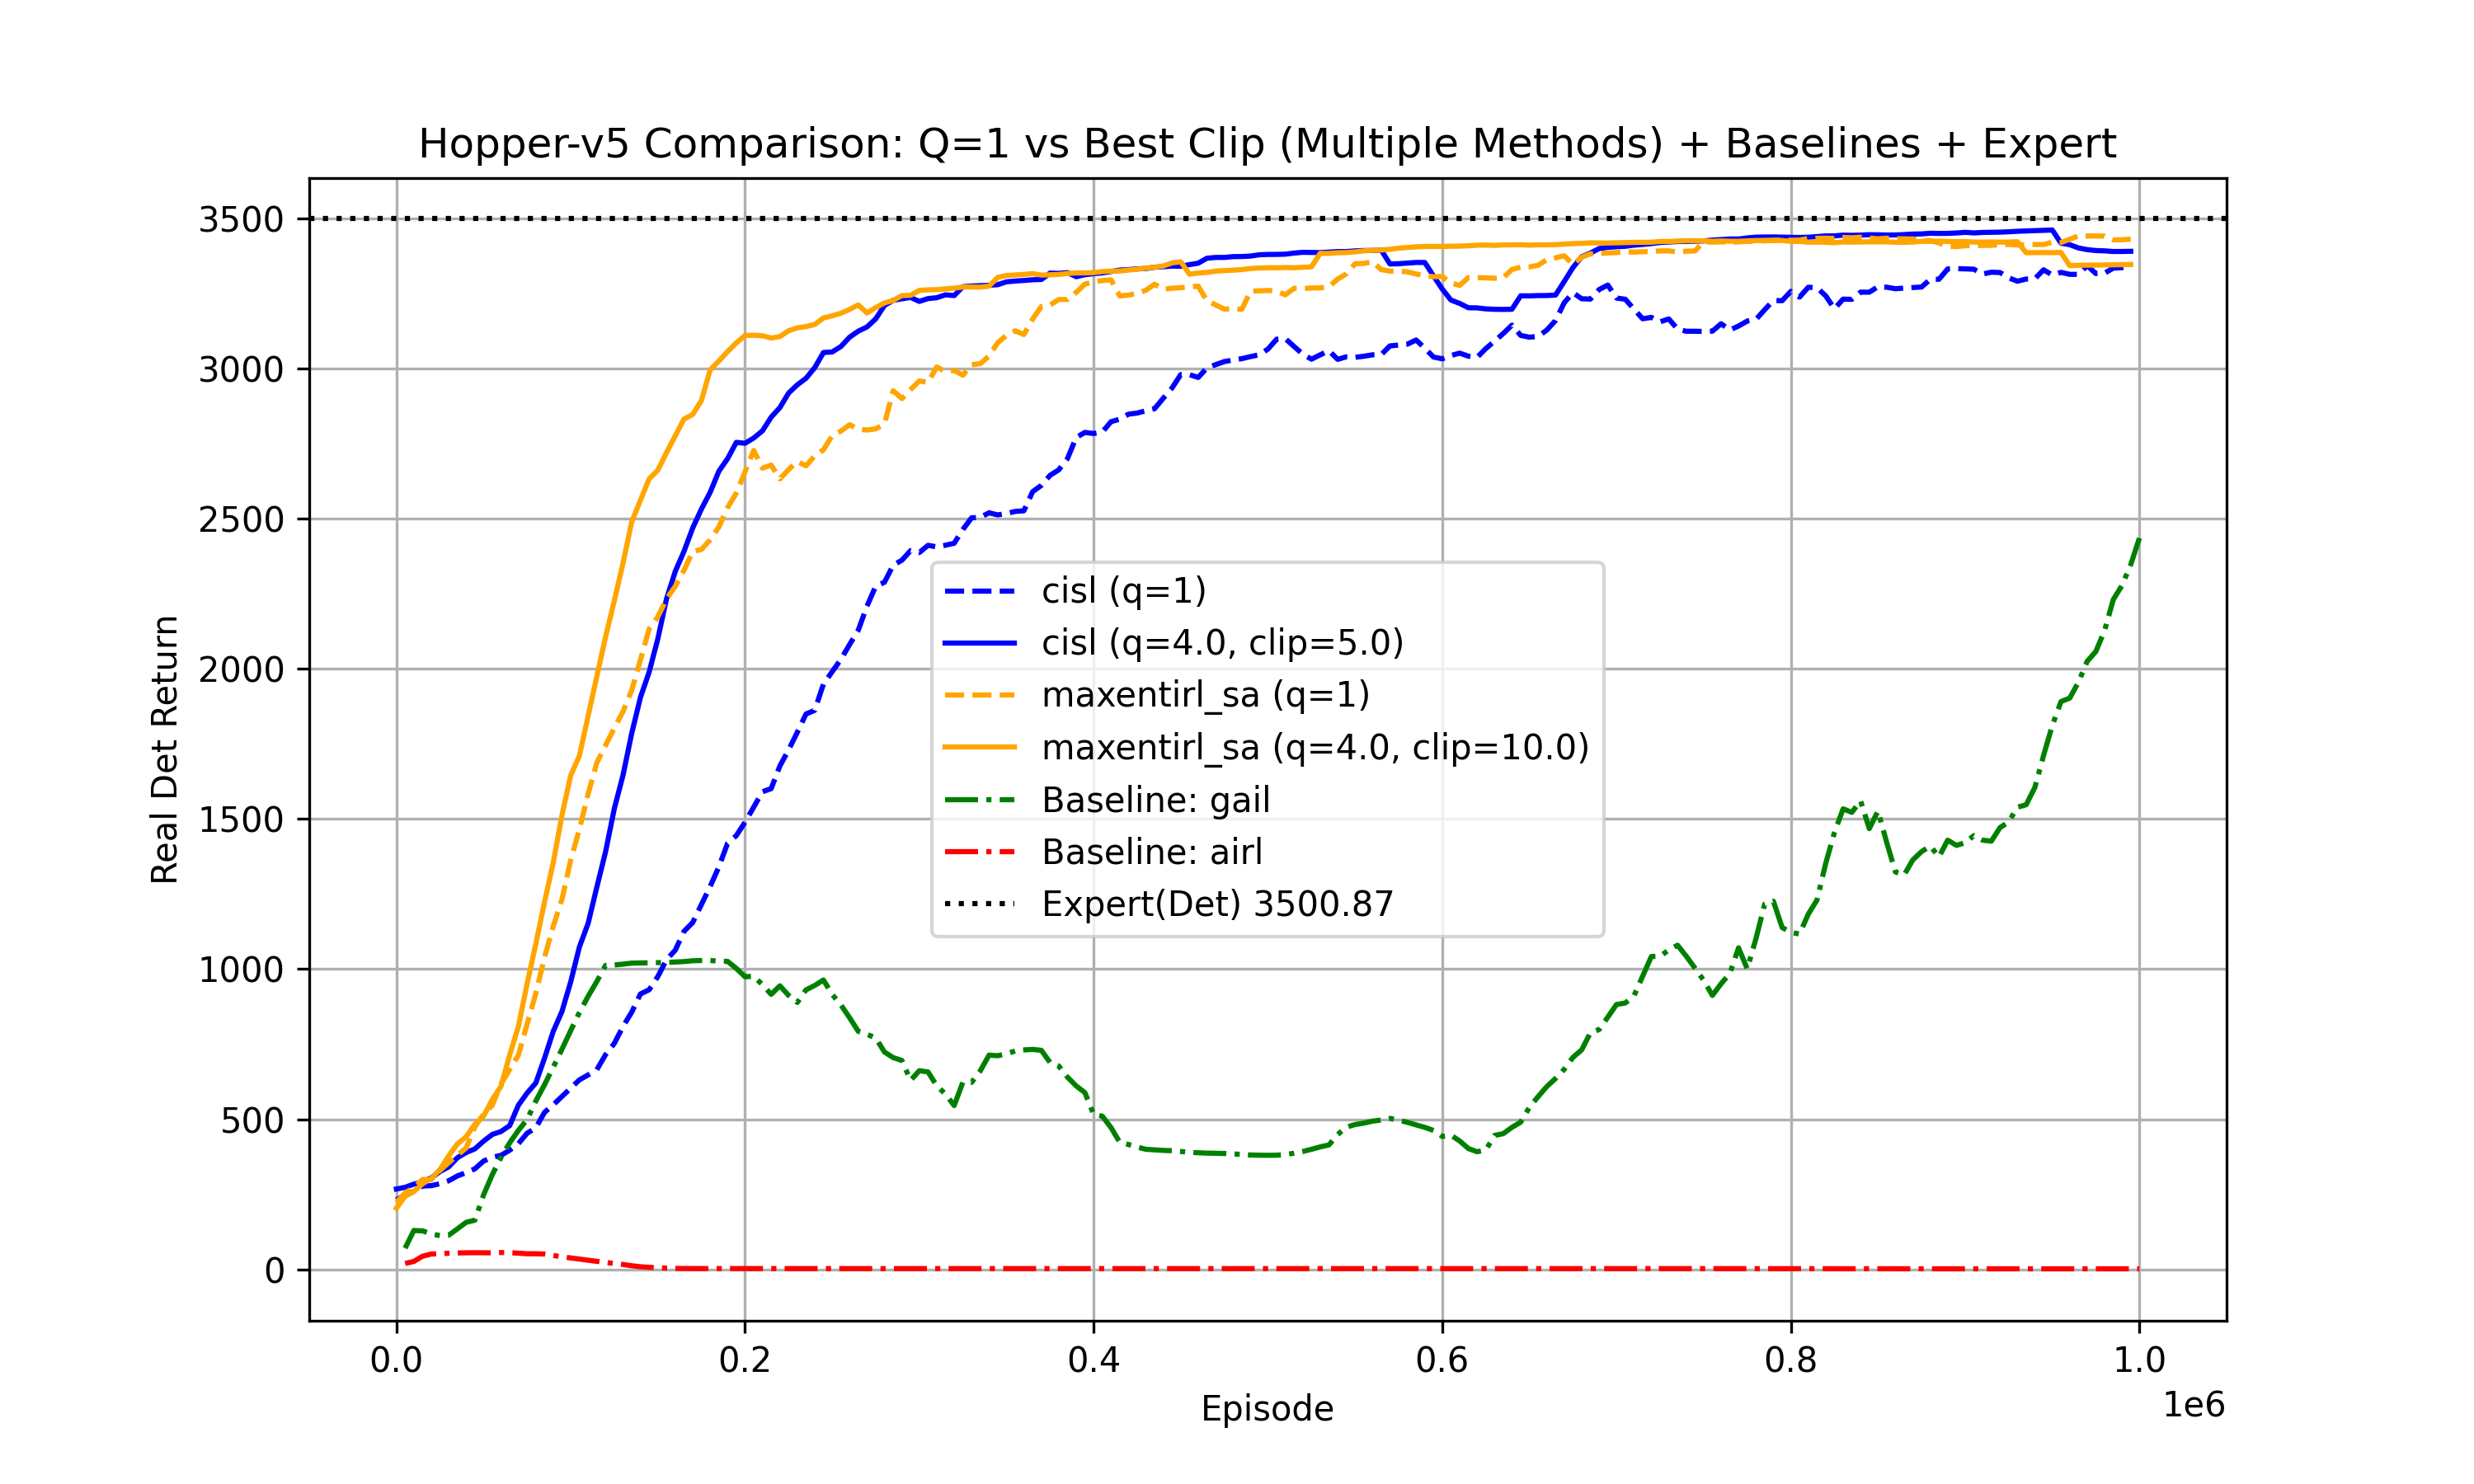 Hopper-v5 Comparison: Q=1 vs Best Clip (Multiple Methods) + Baselines + Expert
Real Det Return
3500
3000
2500
2000
1500
1000
500
0
cisl (q=1)
cisl (q=4.0, clip=5.0)
maxentirl_sa (q=1)
maxentirl_sa (q=4.0, clip=10.0)
Baseline: gail
Baseline: airl
Expert(Det) 3500.87
0.0 0.2 0.4 0.6 0.8 1.0
1e6
Episode